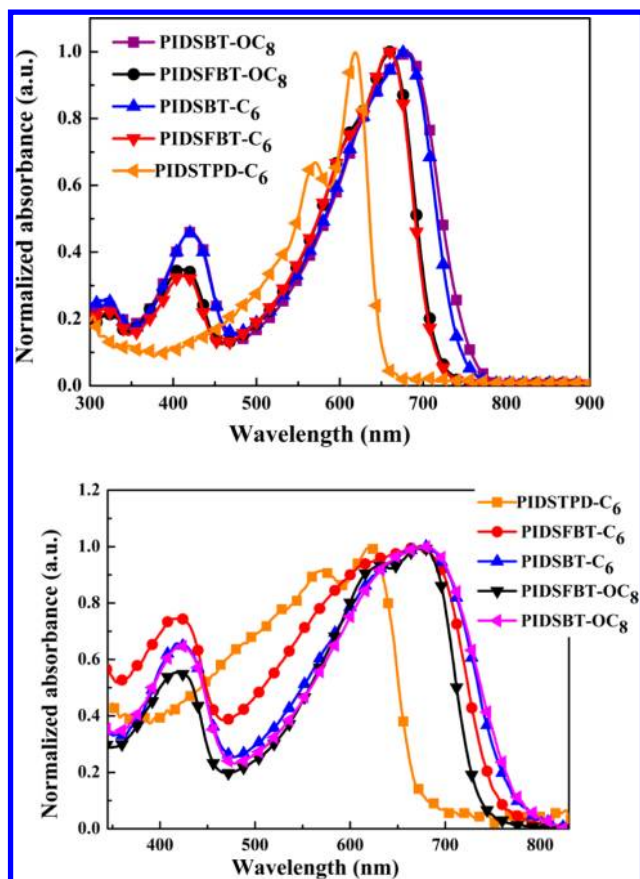 PIDSBT-OC8
PIDSFBT-OC8
PIDSBT-C6
PIDSFBT-C6
PIDSTPD-C6
Normalized absorbance (a.u.)
1.0
0.8
0.6
0.4
0.2
0.0
300 400 500 600 700 800 900
Wavelength (nm)
PIDSTPD-C6
PIDSFBT-C6
PIDSBT-C6
PIDSFBT-OC8
PIDSBT-OC8
Normalized absorbance (a.u.)
1.2
1.0
0.8
0.6
0.4
0.2
0.0
400 500 600 700 800
Wavelength (nm)